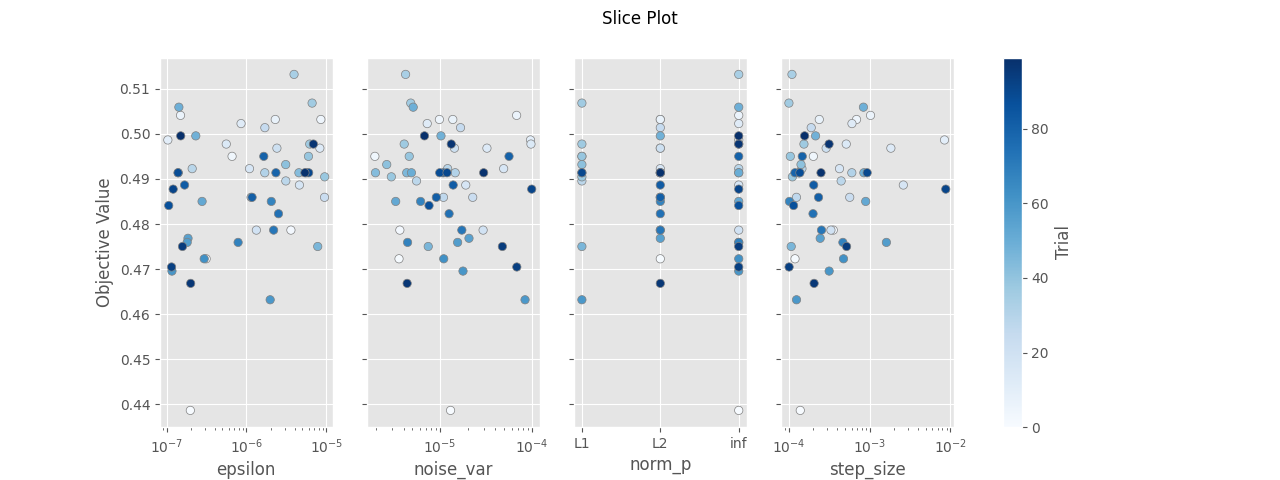 Slice Plot
Objective Value
0.51
0.50
0.49
0.48
0.47
0.46
0.45
0.44
10⁻⁷
10⁻⁶
10⁻⁵
epsilon
10⁻⁵
10⁻⁴
noise_var
L1
L2
inf
norm_p
10⁻⁴
10⁻³
10⁻²
step_size
80
60
40
20
0
Trial